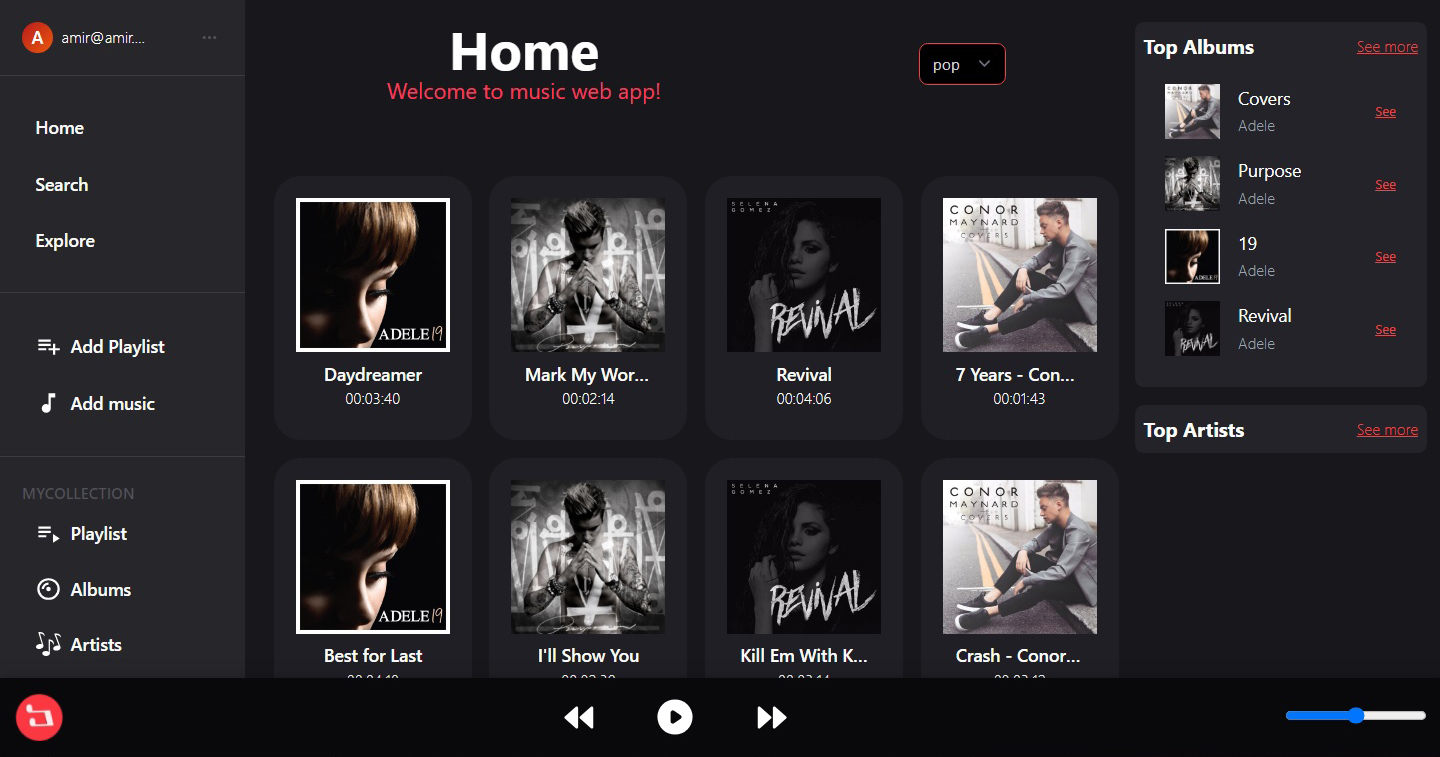 A amir@amir....
...
Home
Search
Explore
Add Playlist
Add music
MYCOLLECTION
Playlist
Albums
Artists
Home
Welcome to music web app!
pop
ADELE 19
Daydreamer
00:03:40
Mark My Wor...
00:02:14
SELENA
GOMEZ
REVIVAL
Revival
00:04:06
CONOR
MAYNARD
COVERS
7 Years - Con...
00:01:43
ADELE 19
Best for Last
I'll Show You
SELENA
GOMEZ
REVIVAL
Kill Em With K...
CONOR
MAYNARD
COVERS
Crash - Conor...
Top Albums See more
Covers
Adele
See
Purpose
Adele
See
19
Adele
See
Revival
Adele
See
Top Artists See more